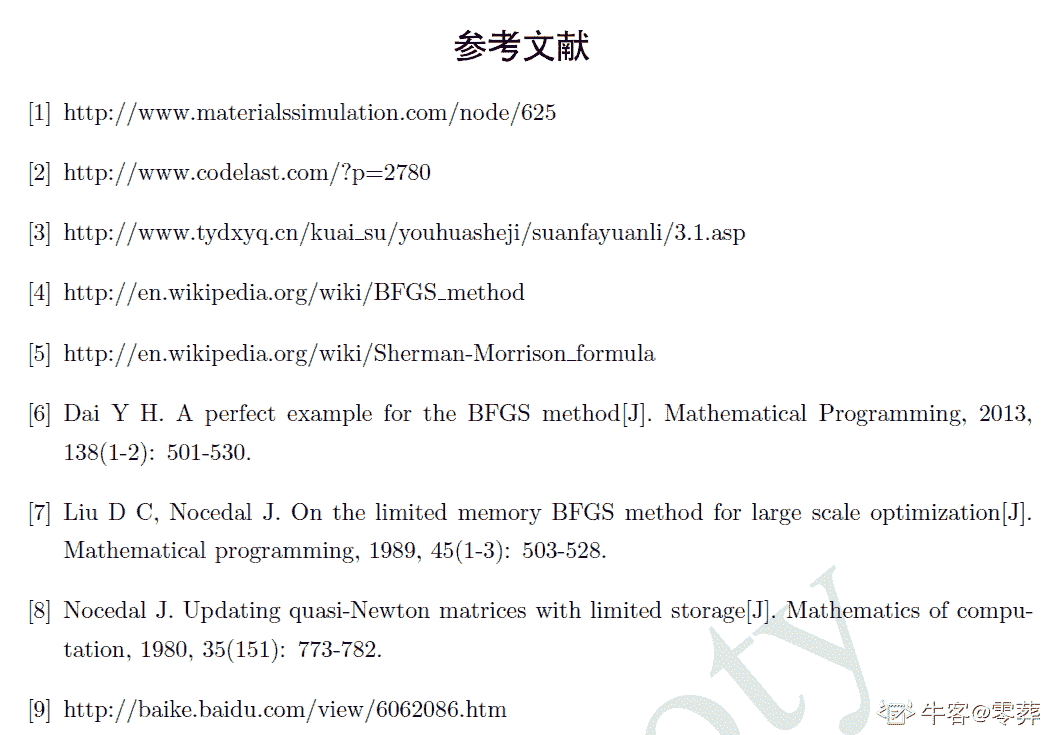 参考文献
[1] http://www.materialssimulation.com/node/625
[2] http://www.codelast.com/?p=2780
[3] http://www.tydxyq.cn/kuai_su/youhuasheji/suanfayuanli/3.1.asp
[4] http://en.wikipedia.org/wiki/BFGS_method
[5] http://en.wikipedia.org/wiki/Sherman-Morrison_formula
[6] Dai Y H. A perfect example for the BFGS method[J]. Mathematical Programming, 2013,
138(1-2): 501-530.
[7] Liu D C, Nocedal J. On the limited memory BFGS method for large scale optimization[J].
Mathematical programming, 1989, 45(1-3): 503-528.
[8] Nocedal J. Updating quasi-Newton matrices with limited storage[J]. Mathematics of compu-
tation, 1980, 35(151): 773-782.
[9] http://baike.baidu.com/view/6062086.htm
oty
牛客@零葬